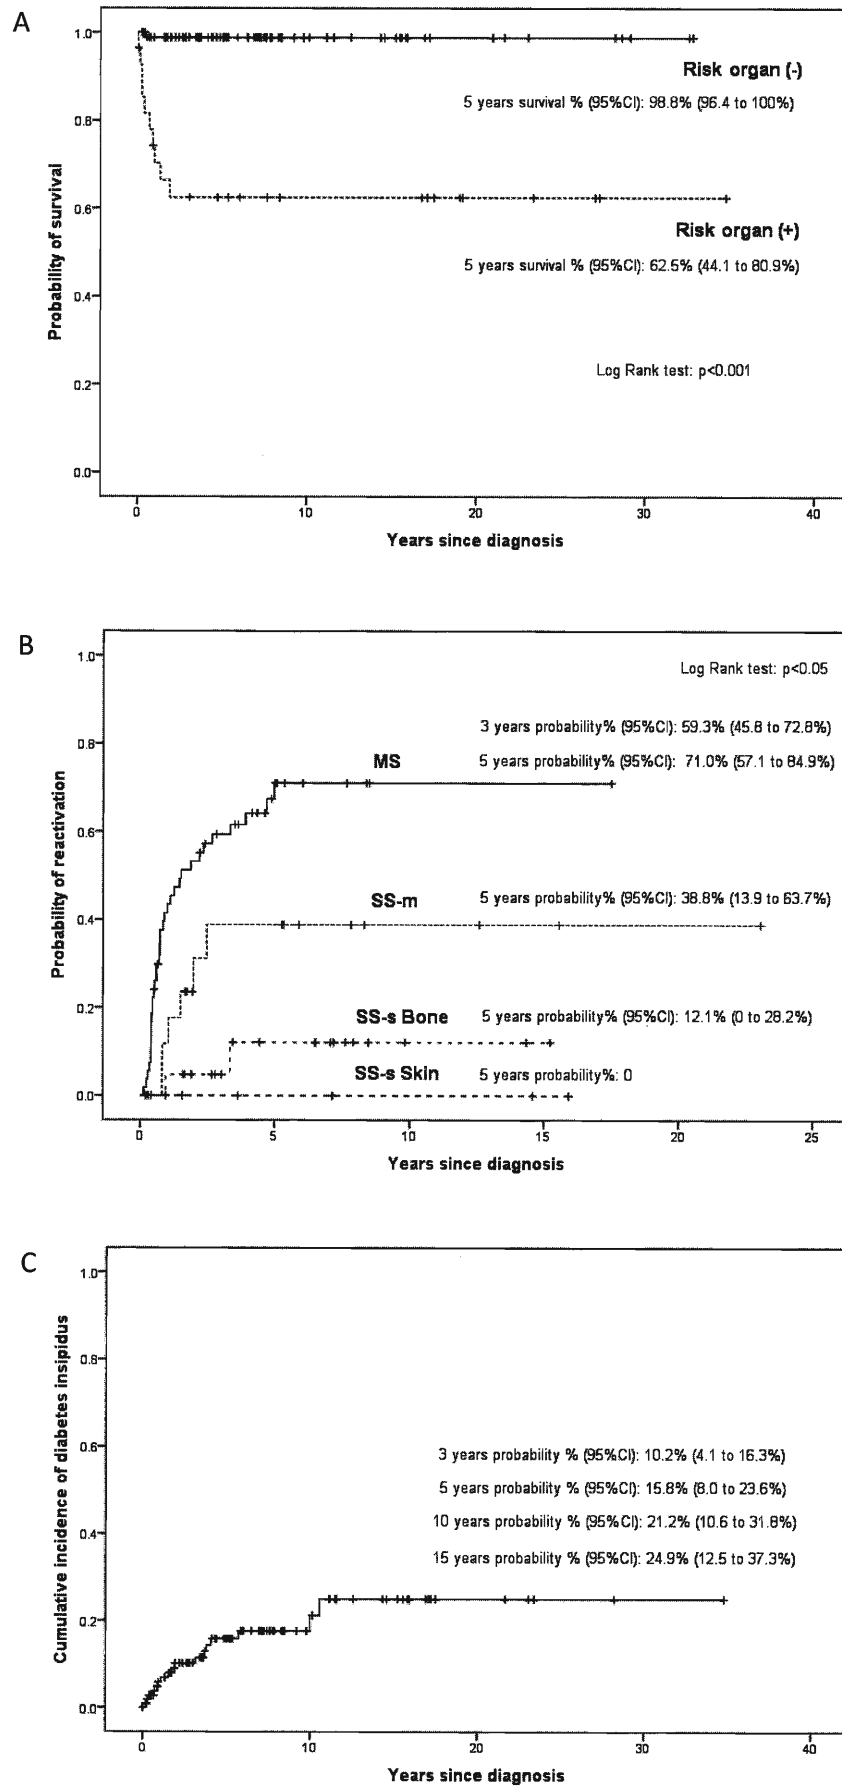 A
1.0
0.8
0.6
0.4
0.2
0.0
Probability of survival
Risk organ (-)
5 years survival % (95%CI): 98.8% (96.4 to 100%)
Risk organ (+)
5 years survival % (95%CI): 62.5% (44.1 to 80.9%)
Log Rank test: p<0.001
0 10 20 30 40
Years since diagnosis
B
1.0
0.8
0.6
0.4
0.2
0.0
Probability of reactivation
Log Rank test: p<0.05
3 years probability% (95%CI): 59.3% (45.8 to 72.8%)
MS 5 years probability% (95%CI): 71.0% (57.1 to 84.9%)
SS-m 5 years probability% (95%CI): 38.8% (13.9 to 63.7%)
SS-s Bone 5 years probability% (95%CI): 12.1% (0 to 28.2%)
SS-s Skin 5 years probability%: 0
0 5 10 15 20 25
Years since diagnosis
C
1.0
0.8
0.6
0.4
0.2
0.0
Cumulative incidence of diabetes insipidus
3 years probability % (95%CI): 10.2% (4.1 to 16.3%)
5 years probability % (95%CI): 15.8% (8.0 to 23.6%)
10 years probability % (95%CI): 21.2% (10.6 to 31.8%)
15 years probability % (95%CI): 24.9% (12.5 to 37.3%)
0 10 20 30 40
Years since diagnosis